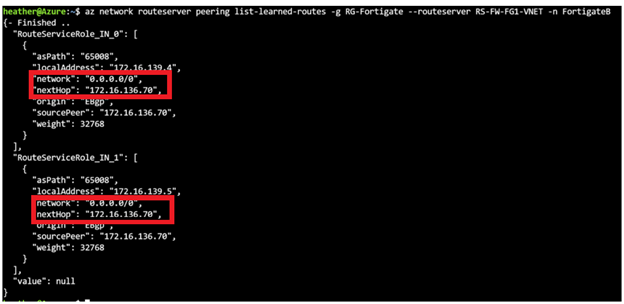 heather@Azure:~$ az network routeserver peering list-learned-routes -g RG-Fortigate --routeserver RS-FW-FG1-VNET -n FortigateB
{- Finished ..
"RouteServiceRole_IN_0": [
{
"asPath": "65008",
"localAddress": "172.16.139.4",
"network": "0.0.0.0/0",
"nextHop": "172.16.136.70",
"origin": "EBgp",
"sourcePeer": "172.16.136.70",
"weight": 32768
}
],
"RouteServiceRole_IN_1": [
{
"asPath": "65008",
"localAddress": "172.16.139.5",
"network": "0.0.0.0/0",
"nextHop": "172.16.136.70",
"origin": "EBgp",
"sourcePeer": "172.16.136.70",
"weight": 32768
}
],
"value": null
}